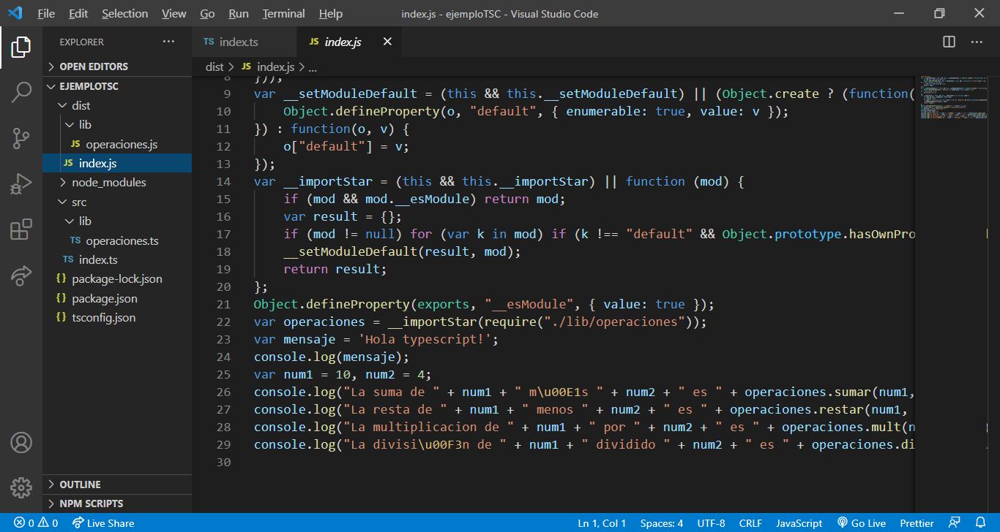 File Edit Selection View Go Run Terminal Help index.js - ejemploTSC - Visual Studio Code
EXPLORER ···
OPEN EDITORS
EJEMPLOTSC
dist
lib
JS operaciones.js
JS index.js
node_modules
src
lib
TS operaciones.ts
TS index.ts
{} package-lock.json
{} package.json
{} tsconfig.json
OUTLINE
NPM SCRIPTS
TS index.ts JS index.js
dist > JS index.js > ...
8 }));
9 var __setModuleDefault = (this && this.__setModuleDefault) || (Object.create ? (function(
10 Object.defineProperty(o, "default", { enumerable: true, value: v });
11 }) : function(o, v) {
12 o["default"] = v;
13 });
14 var __importStar = (this && this.__importStar) || function (mod) {
15 if (mod && mod.__esModule) return mod;
16 var result = {};
17 if (mod != null) for (var k in mod) if (k !== "default" && Object.prototype.hasOwnPro
18 __setModuleDefault(result, mod);
19 return result;
20 };
21 Object.defineProperty(exports, "__esModule", { value: true });
22 var operaciones = __importStar(require("./lib/operaciones"));
23 var mensaje = 'Hola typescript!';
24 console.log(mensaje);
25 var num1 = 10, num2 = 4;
26 console.log("La suma de " + num1 + " m\u00E1s " + num2 + " es " + operaciones.sumar(num1,
27 console.log("La resta de " + num1 + " menos " + num2 + " es " + operaciones.restar(num1,
28 console.log("La multiplicacion de " + num1 + " por " + num2 + " es " + operaciones.mult(n
29 console.log("La divisi\u00F3n de " + num1 + " dividido " + num2 + " es " + operaciones.di
30
0 0 Live Share Ln 1, Col 1 Spaces: 4 UTF-8 CRLF JavaScript Go Live Prettier